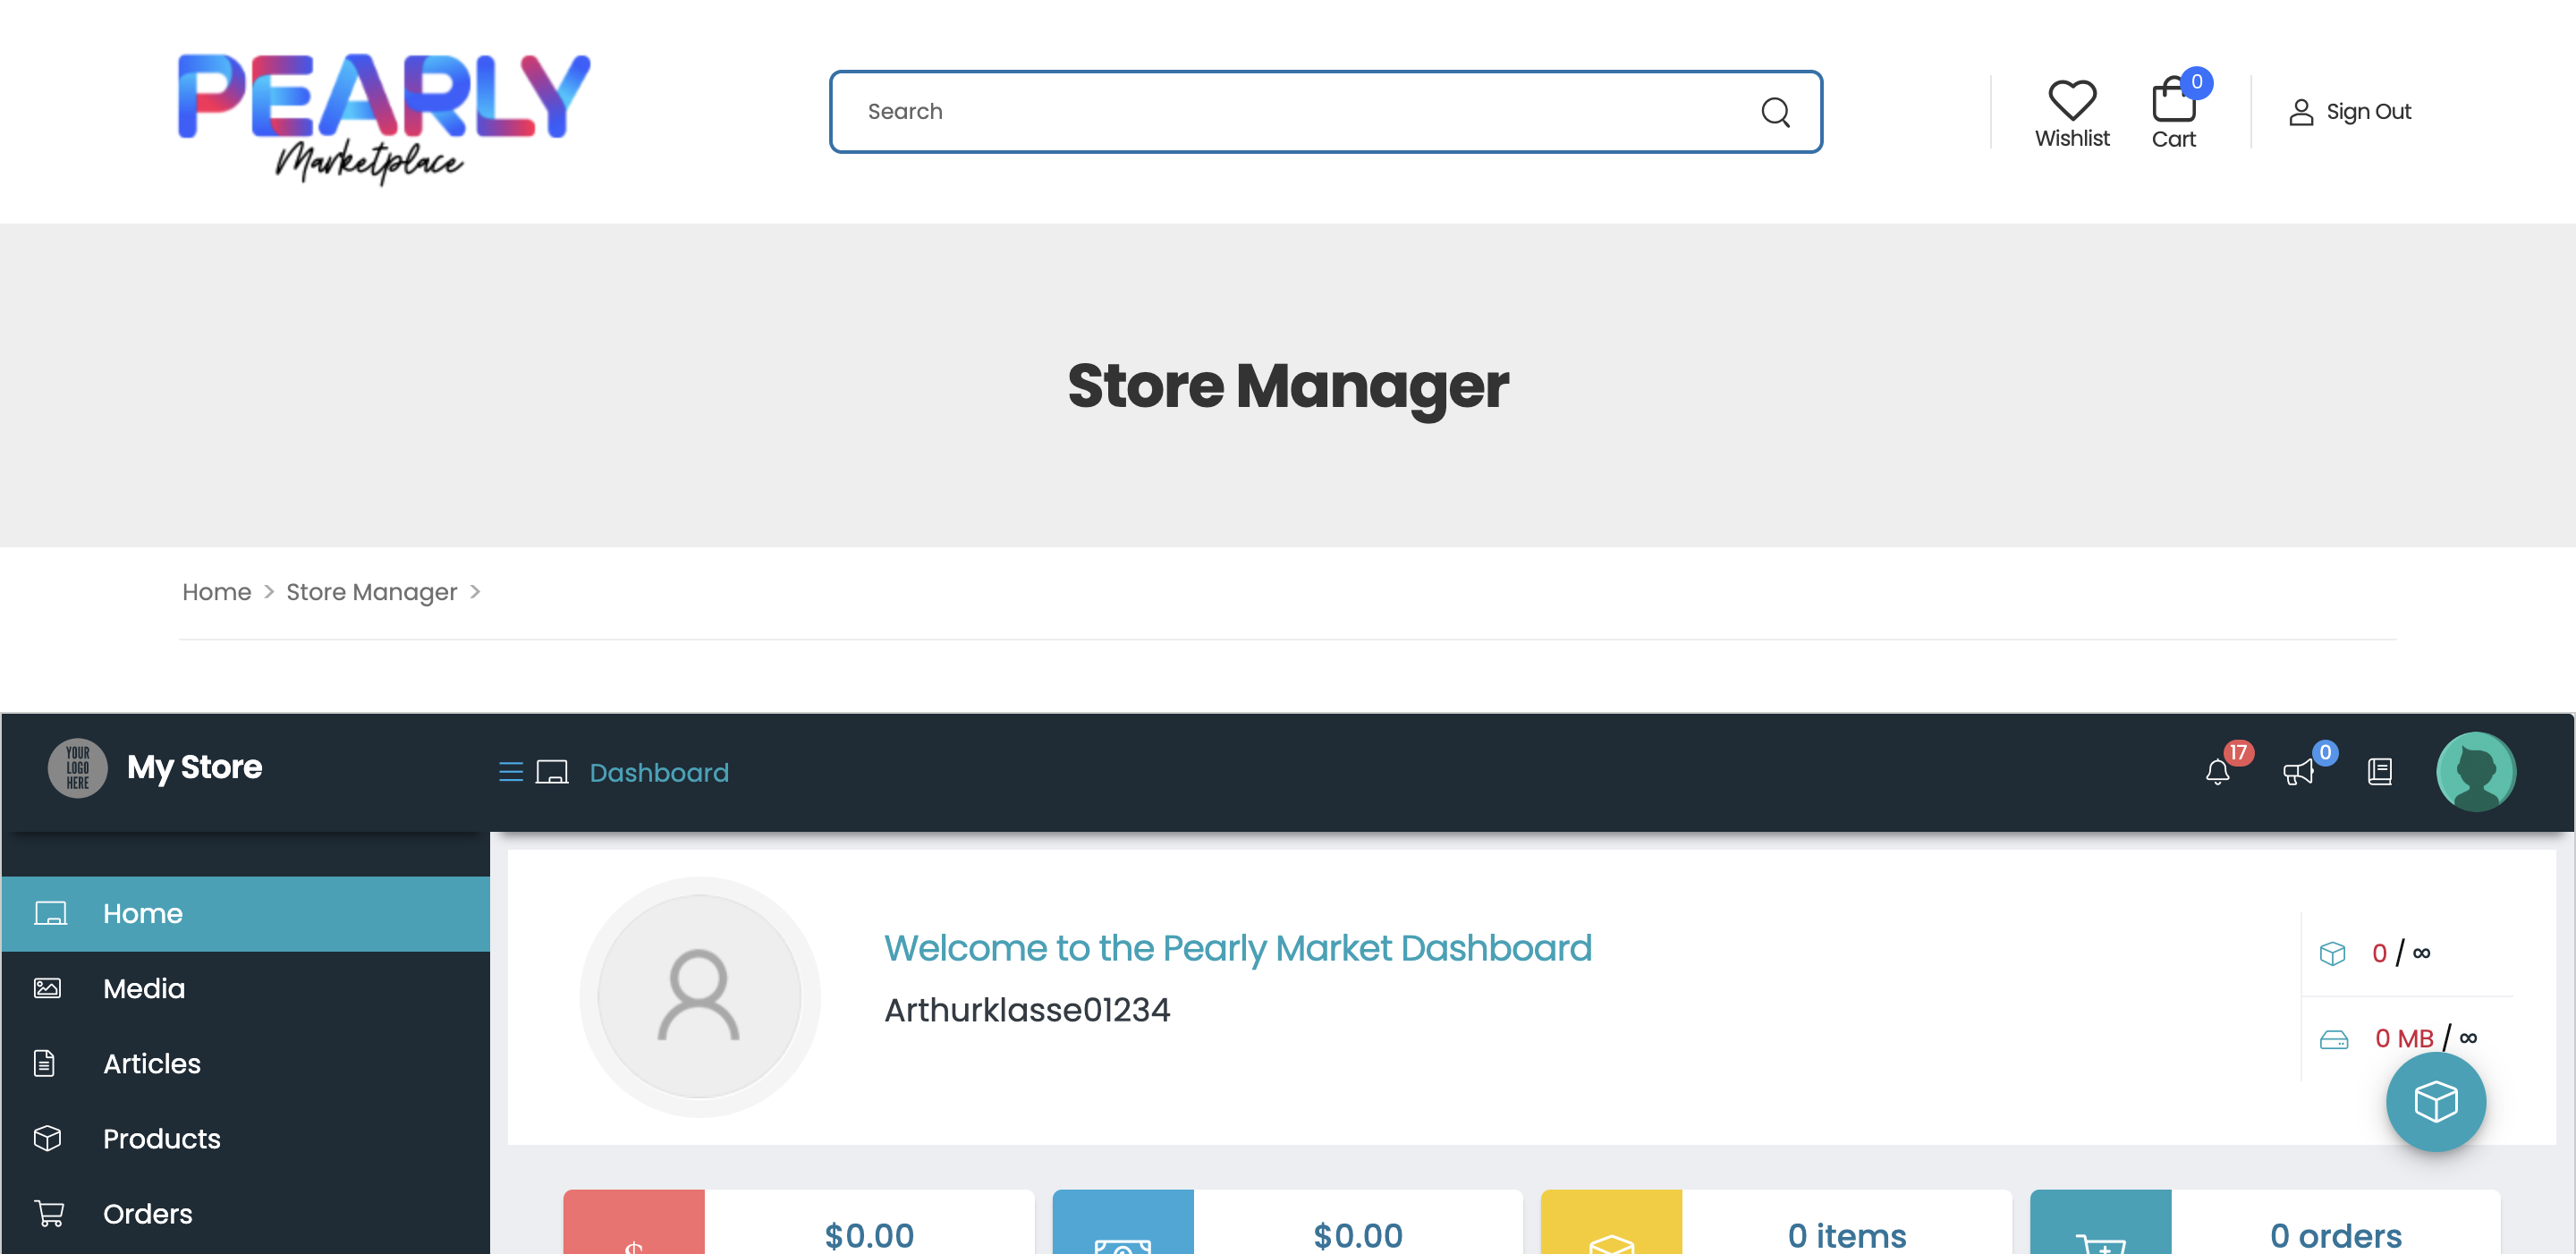 PEARLY
Marketplace
Search
Wishlist
0
Cart
Sign Out
Store Manager
Home > Store Manager >
YOUR
LOGO
HERE
My Store
Dashboard
17
0
Home
Media
Articles
Products
Orders
Welcome to the Pearly Market Dashboard
Arthurklasse01234
0 / ∞
0 MB / ∞
$0.00
$0.00
0 items
0 orders